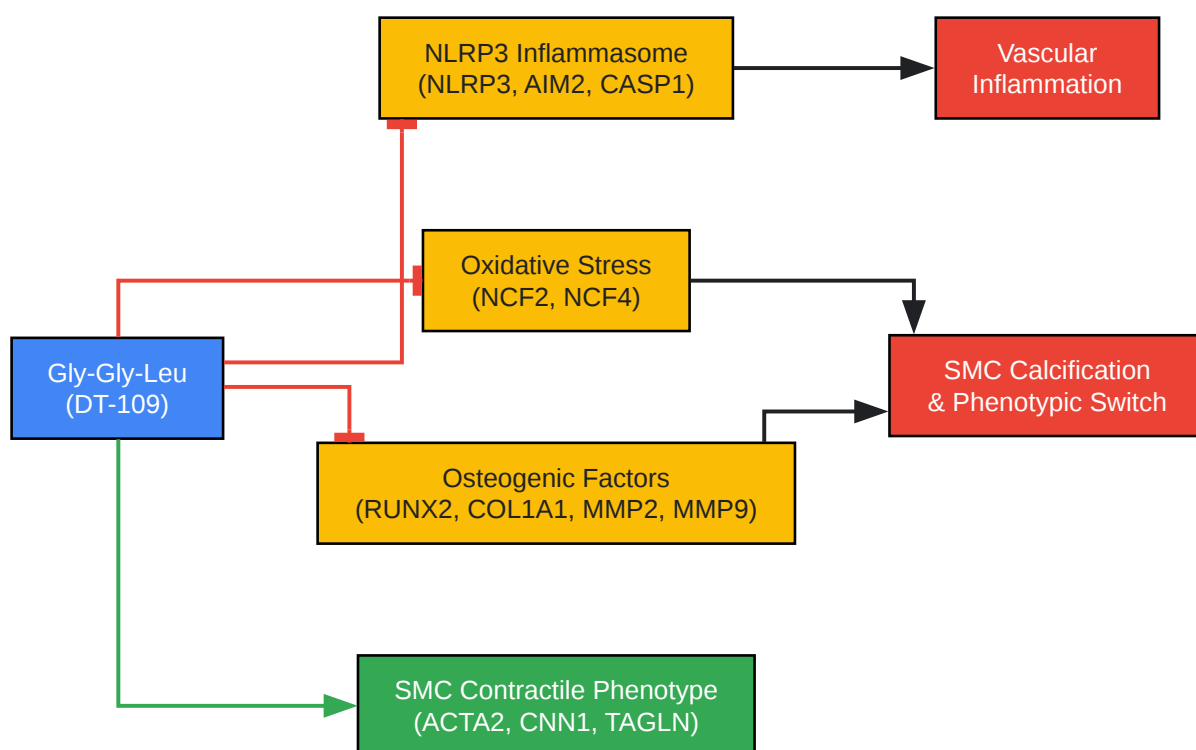 NLRP3 Inflammasome
(NLRP3, AIM2, CASP1)
Vascular
Inflammation
Oxidative Stress
(NCF2, NCF4)
Gly-Gly-Leu
(DT-109)
SMC Calcification
& Phenotypic Switch
Osteogenic Factors
(RUNX2, COL1A1, MMP2, MMP9)
SMC Contractile Phenotype
(ACTA2, CNN1, TAGLN)